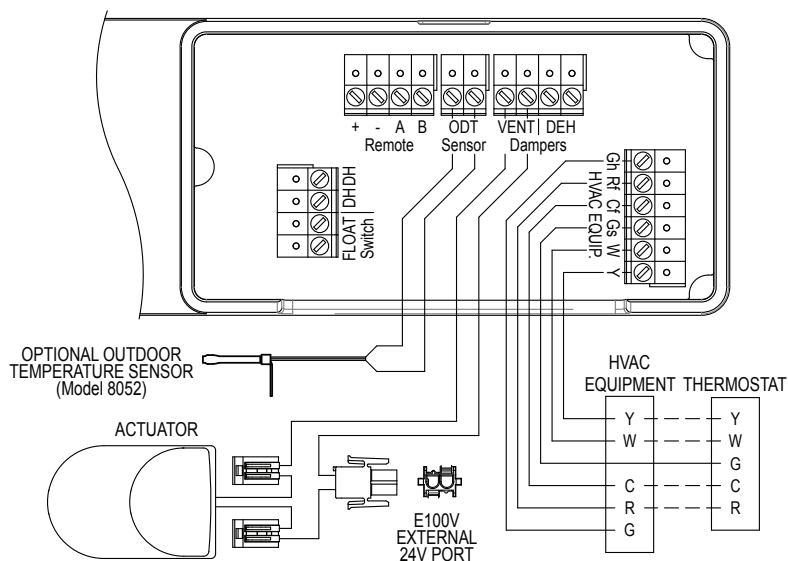 + - A B ODT VENT DEH
Remote Sensor Dampers
DH DH
FLOAT
Switch
Gh Rf Cf Gs W Y
HVAC EQUIP.
OPTIONAL OUTDOOR
TEMPERATURE SENSOR
(Model 8052)
ACTUATOR
E100V
EXTERNAL
24V PORT
HVAC
EQUIPMENT THERMOSTAT
Y Y
W W
G
C C
R R
G